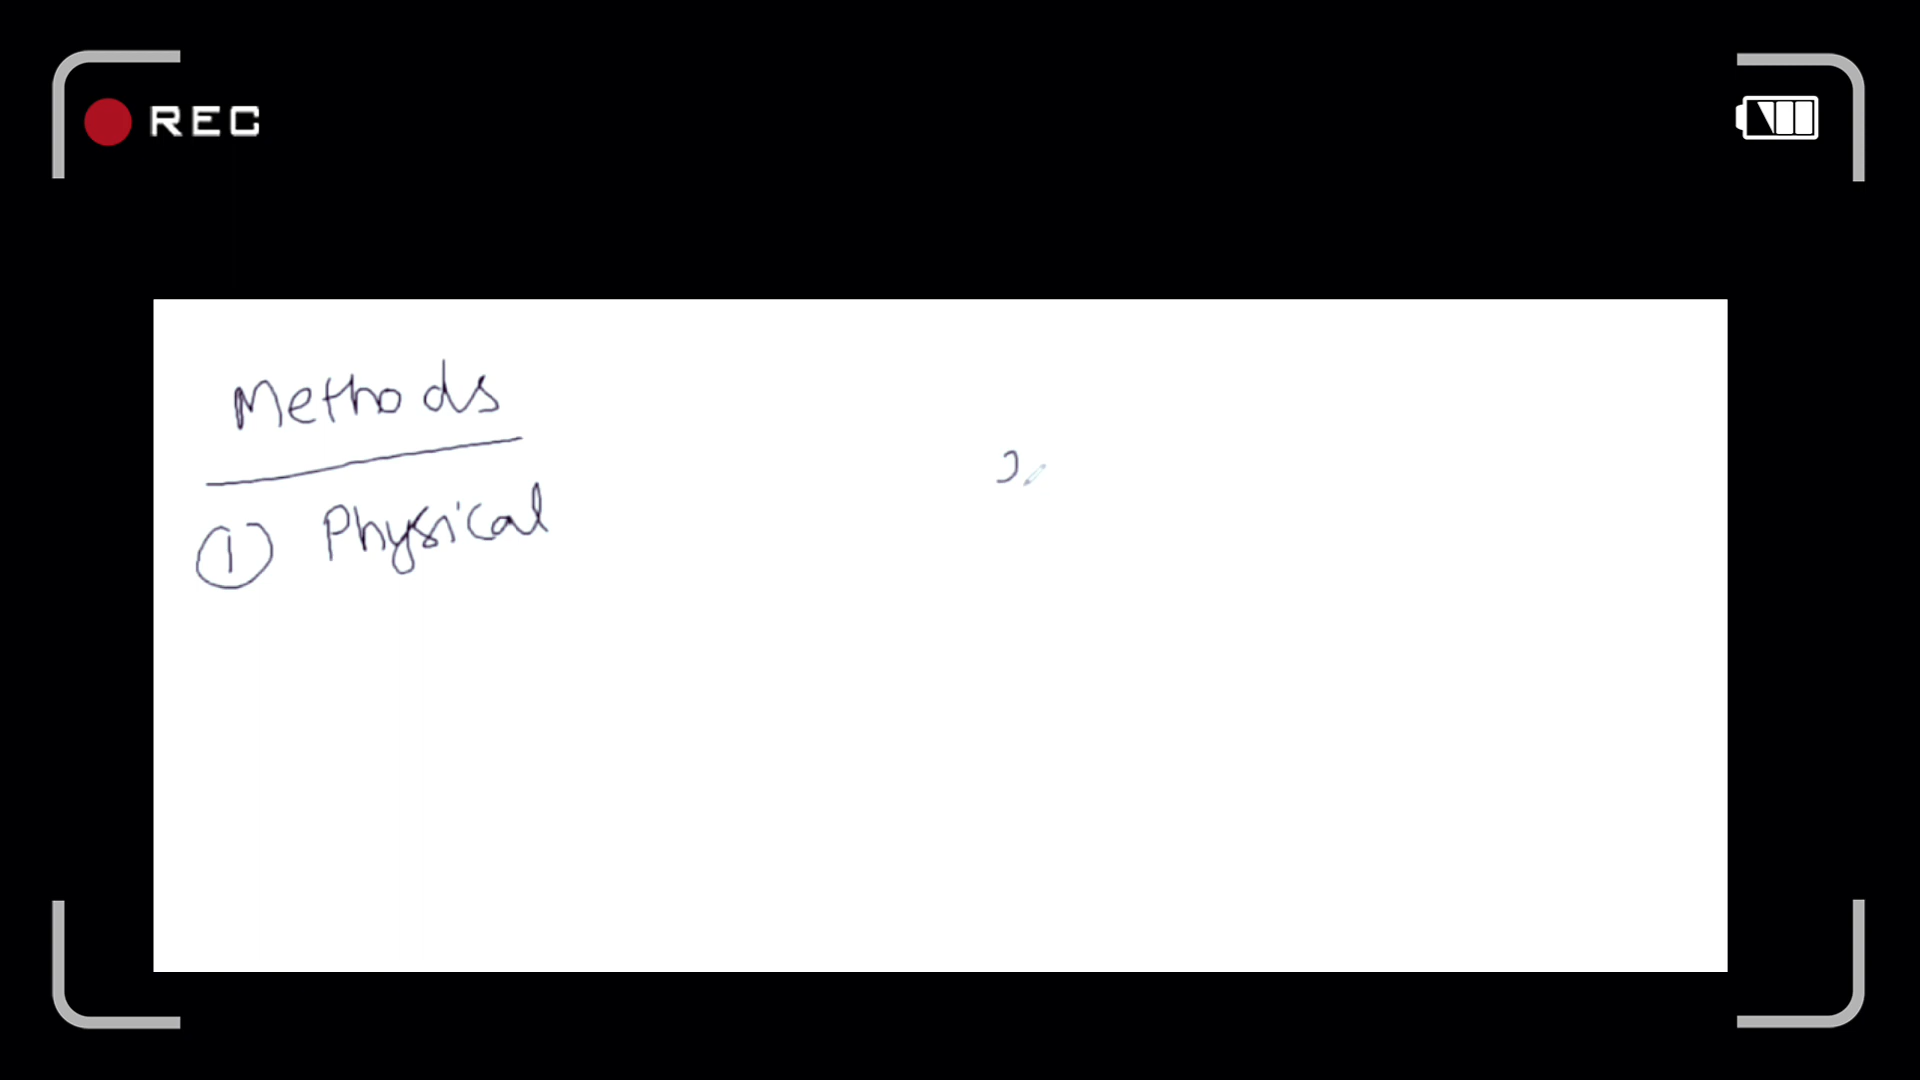 REC
Methods
① Physical